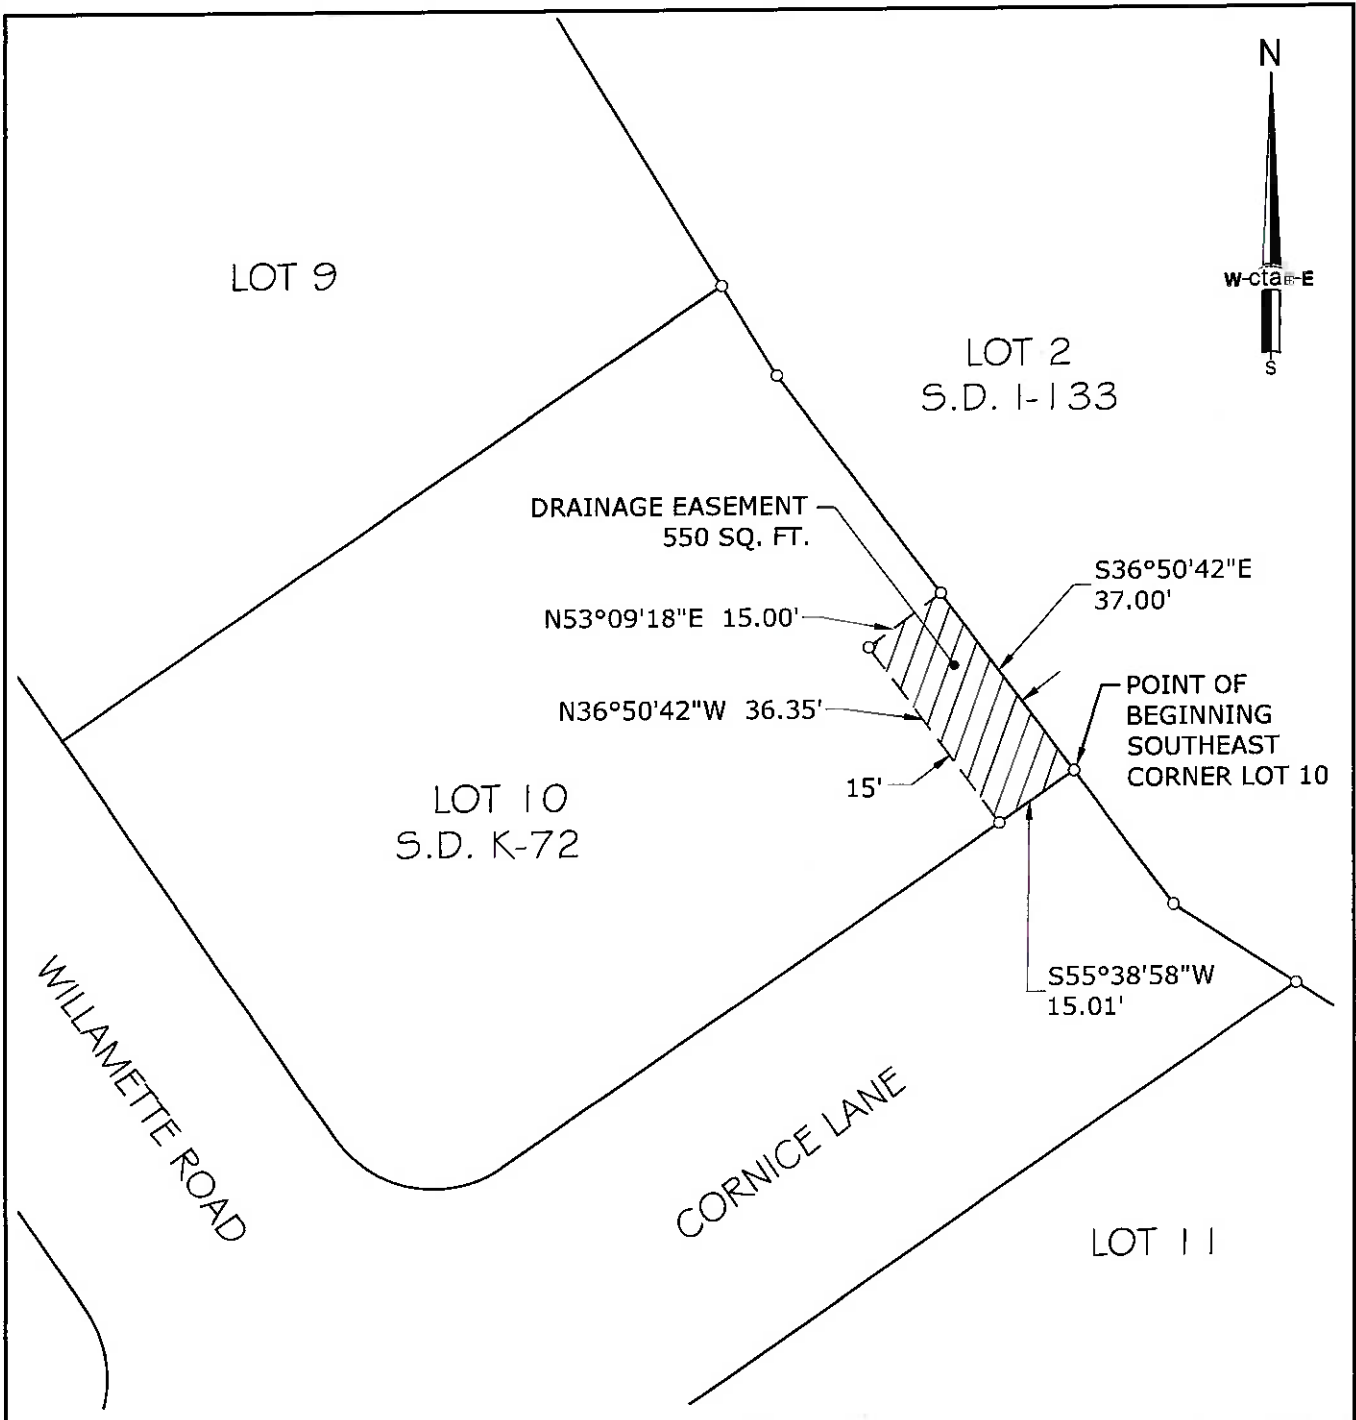 N
LOT 9
W-cta-E
LOT 2
S.D. I-133
S
DRAINAGE EASEMENT
550 SQ. FT.
S36°50'42"E
37.00'
N53°09'18"E 15.00'
POINT OF
BEGINNING
SOUTHEAST
CORNER LOT 10
N36°50'42"W 36.35'
15'
LOT 10
S.D. K-72
S55°38'58"W
15.01'
WILLAMETTE ROAD
CORNICE LANE
LOT 11